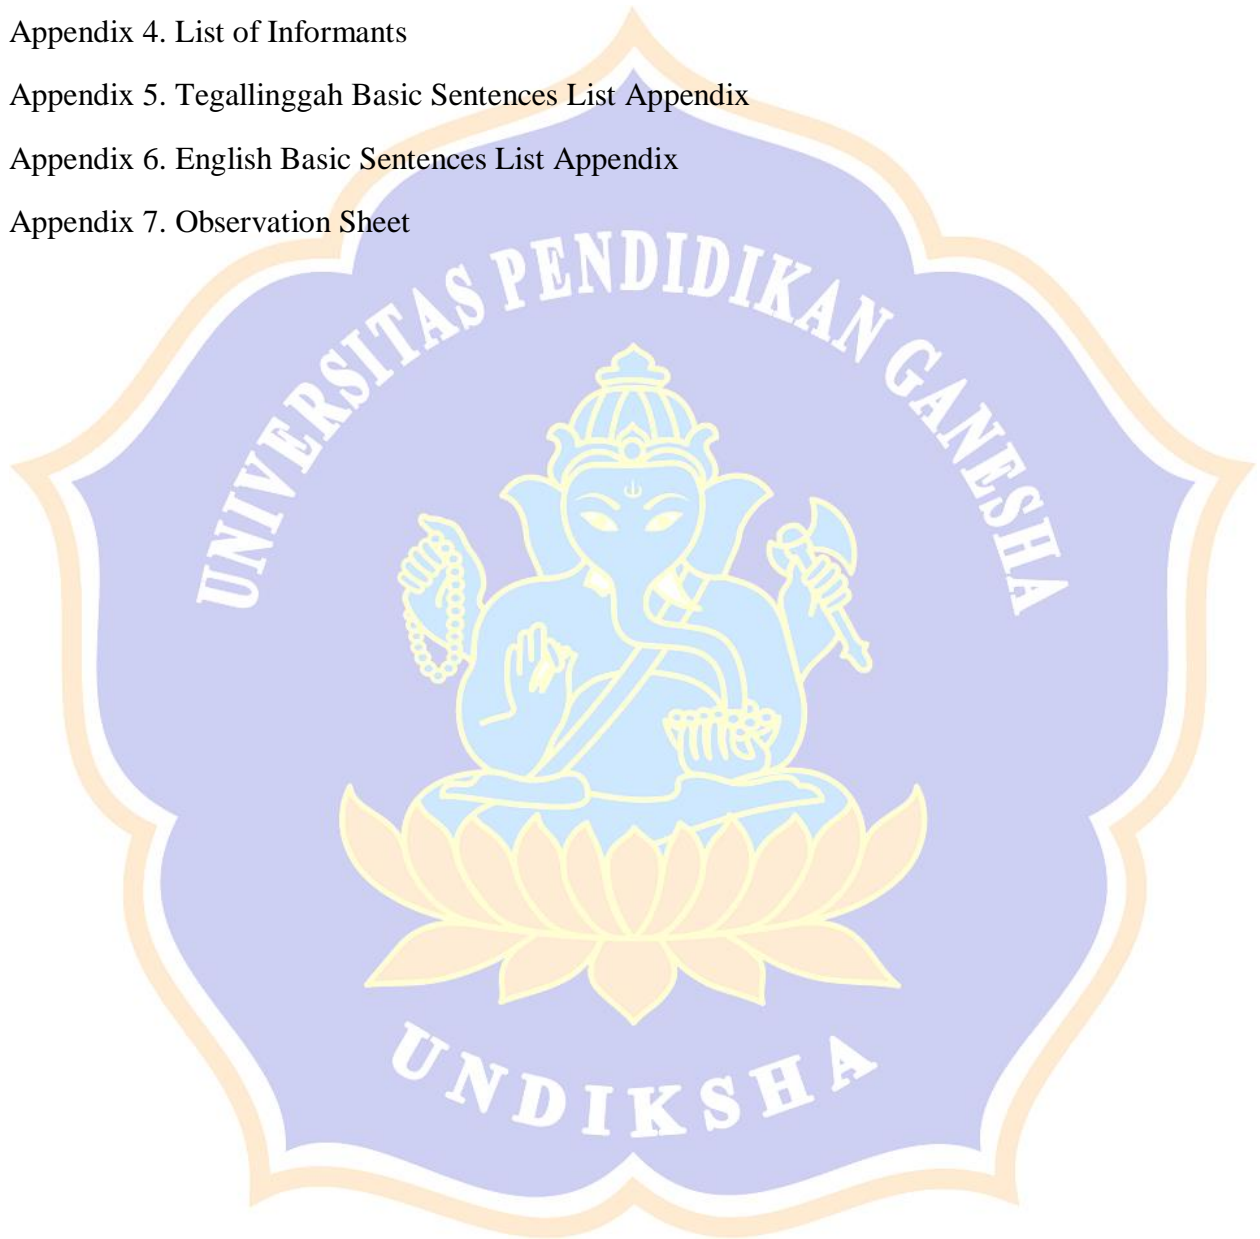 Appendix 4. List of Informants
Appendix 5. Tegallinggah Basic Sentences List Appendix
Appendix 6. English Basic Sentences List Appendix
Appendix 7. Observation Sheet
UNIVERSITAS PENDIDIKAN GANESHA
UNDIKSHA